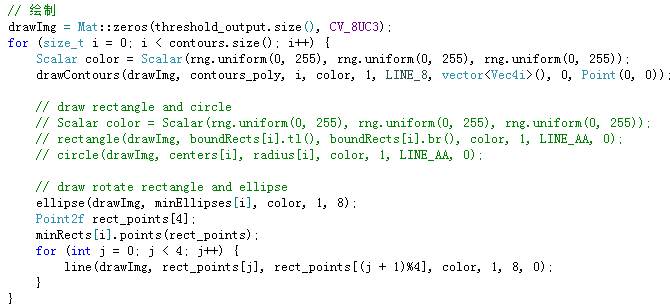 // 绘制
drawImg = Mat::zeros(threshold_output.size(), CV_8UC3);
for (size_t i = 0; i < contours.size(); i++) {
    Scalar color = Scalar(rng.uniform(0, 255), rng.uniform(0, 255), rng.uniform(0, 255));
    drawContours(drawImg, contours_poly, i, color, 1, LINE_8, vector<Vec4i>(), 0, Point(0, 0));
    // draw rectangle and circle
    // Scalar color = Scalar(rng.uniform(0, 255), rng.uniform(0, 255), rng.uniform(0, 255));
    // rectangle(drawImg, boundRects[i].tl(), boundRects[i].br(), color, 1, LINE_AA, 0);
    // circle(drawImg, centers[i], radius[i], color, 1, LINE_AA, 0);
    // draw rotate rectangle and ellipse
    ellipse(drawImg, minEllipses[i], color, 1, 8);
    Point2f rect_points[4];
    minRects[i].points(rect_points);
    for (int j = 0; j < 4; j++) {
        line(drawImg, rect_points[j], rect_points[(j + 1)%4], color, 1, 8, 0);
    }
}